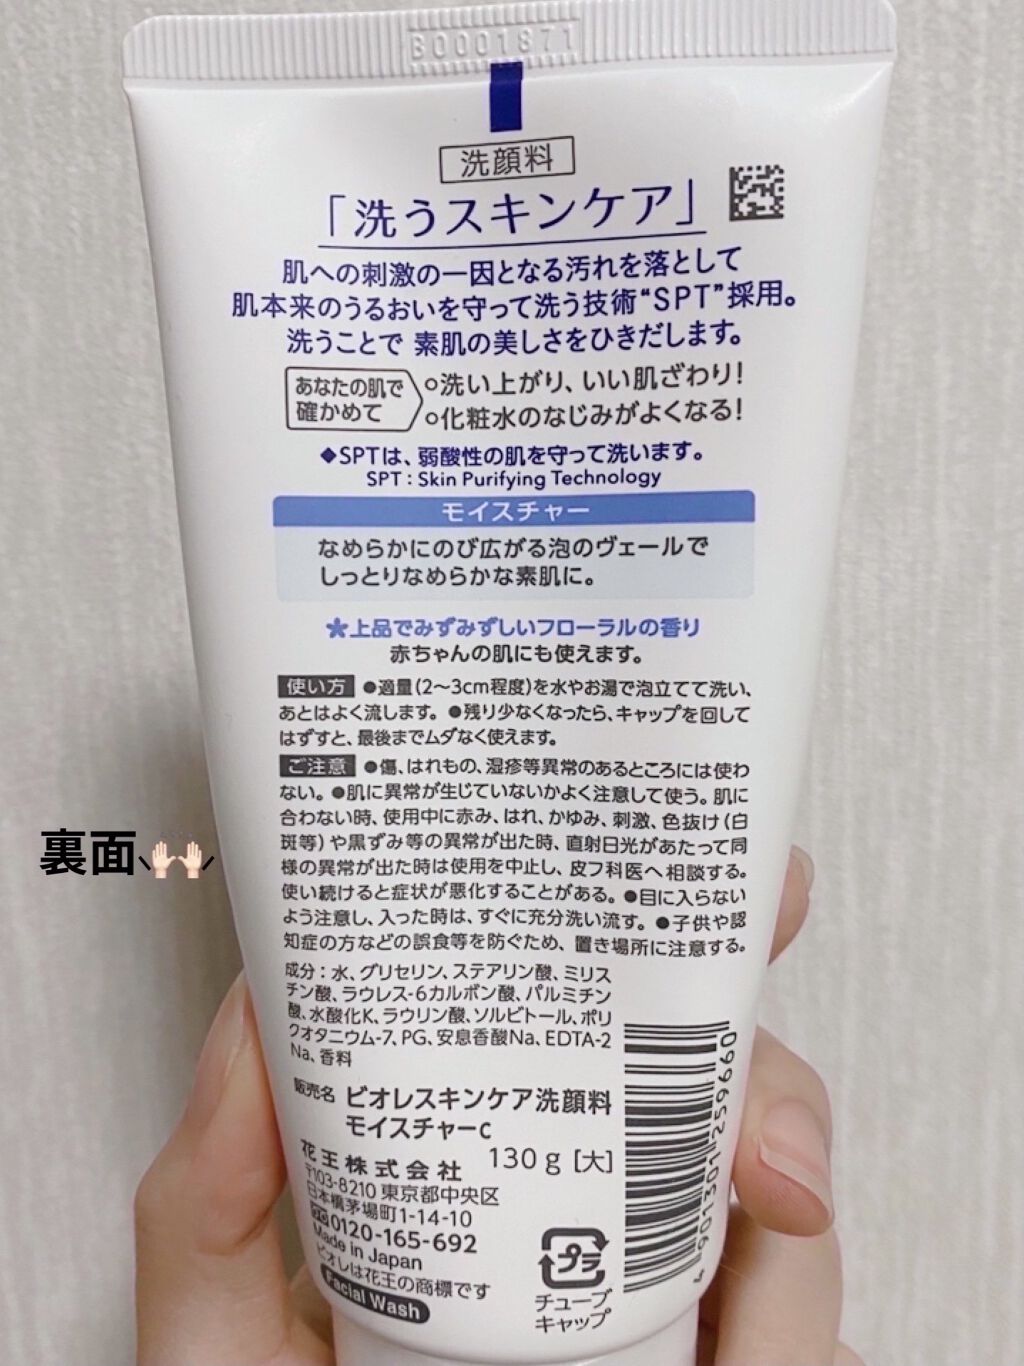 B0001871
洗顔料
「洗うスキンケア」
肌への刺激の一因となる汚れを落として
肌本来のうるおいを守って洗う技術“SPT”採用。
洗うことで 素肌の美しさをひきだします。
あなたの肌で
確かめて
○洗い上がり、いい肌ざわり!
○化粧水のなじみがよくなる!
◆SPTは、弱酸性の肌を守って洗います。
SPT:Skin Purifying Technology
モイスチャー
なめらかにのび広がる泡のヴェールで
しっとりなめらかな素肌に。
★上品でみずみずしいフローラルの香り
赤ちゃんの肌にも使えます。
使い方 ●適量(2〜3cm程度)を水やお湯で泡立てて洗い、
あとはよく流します。●残り少なくなったら、キャップを回して
はずすと、最後までムダなく使えます。
ご注意 ●傷、はれもの、湿疹等異常のあるところには使わ
ない。●肌に異常が生じていないかよく注意して使う。肌に
合わない時、使用中に赤み、はれ、かゆみ、刺激、色抜け(白
斑等)や黒ずみ等の異常が出た時、直射日光があたって同
様の異常が出た時は使用を中止し、皮フ科医へ相談する。
使い続けると症状が悪化することがある。●目に入らない
よう注意し、入った時は、すぐに充分洗い流す。●子供や認
知症の方などの誤食等を防ぐため、置き場所に注意する。
裏面
成分:水、グリセリン、ステアリン酸、ミリス
チン酸、ラウレス-6カルボン酸、パルミチン
酸、水酸化K、ラウリン酸、ソルビトール、ポリ
クオタニウム-7、PG、安息香酸Na、EDTA-2
Na、香料
販売名 ビオレスキンケア洗顔料
モイスチャーC
130g [大]
花王株式会社
〒103-8210 東京都中央区
日本橋茅場町1-14-10
0120-165-692
Made in Japan
ビオレは花王の商標です
Facial Wash
プラ
チューブ
キャップ
4901301259660